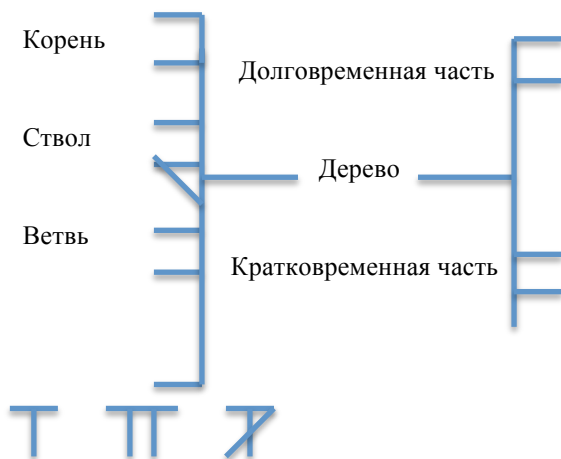 Корень
Долговременная часть
Ствол
Дерево
Ветвь
Кратковременная часть